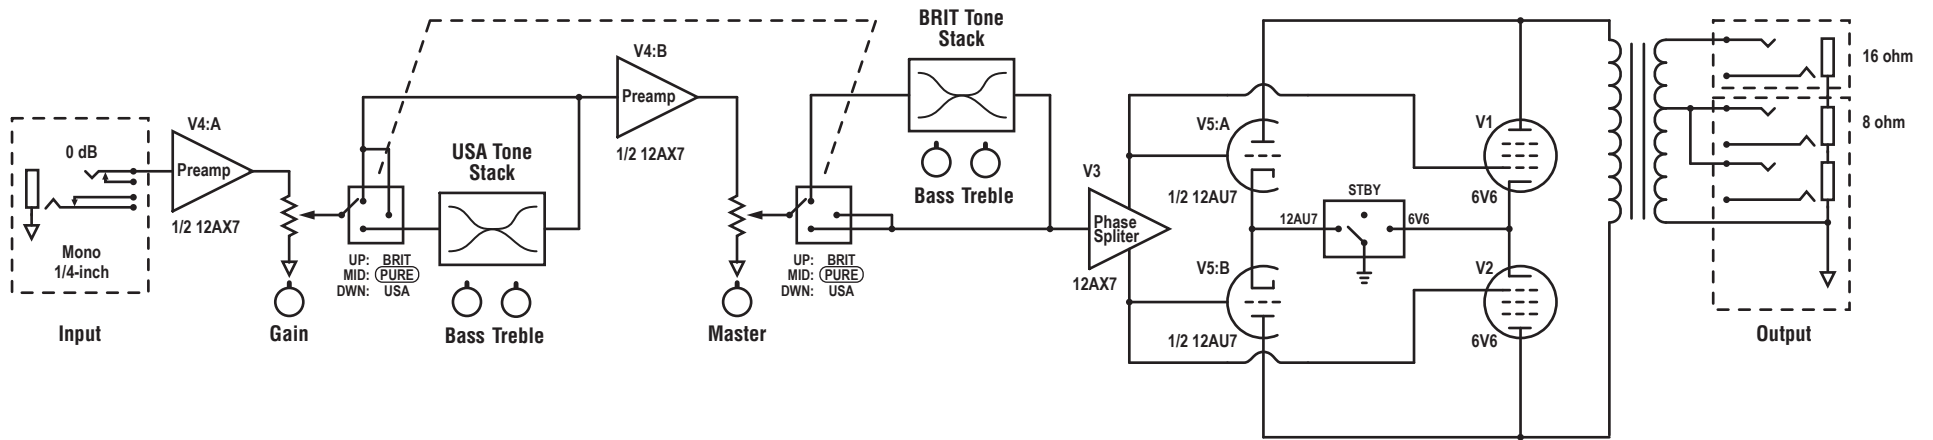 0 dB
Mono
1/4-inch
Input
V4:A
Preamp
1/2 12AX7
Gain
UP: BRIT
MID: PURE
DWN: USA
USA Tone
Stack
Bass Treble
V4:B
Preamp
1/2 12AX7
Master
UP: BRIT
MID: PURE
DWN: USA
BRIT Tone
Stack
Bass Treble
V3
Phase
Spliter
12AX7
V5:A
1/2 12AU7
V5:B
1/2 12AU7
STBY
12AU7
6V6
V1
6V6
V2
6V6
16 ohm
8 ohm
Output